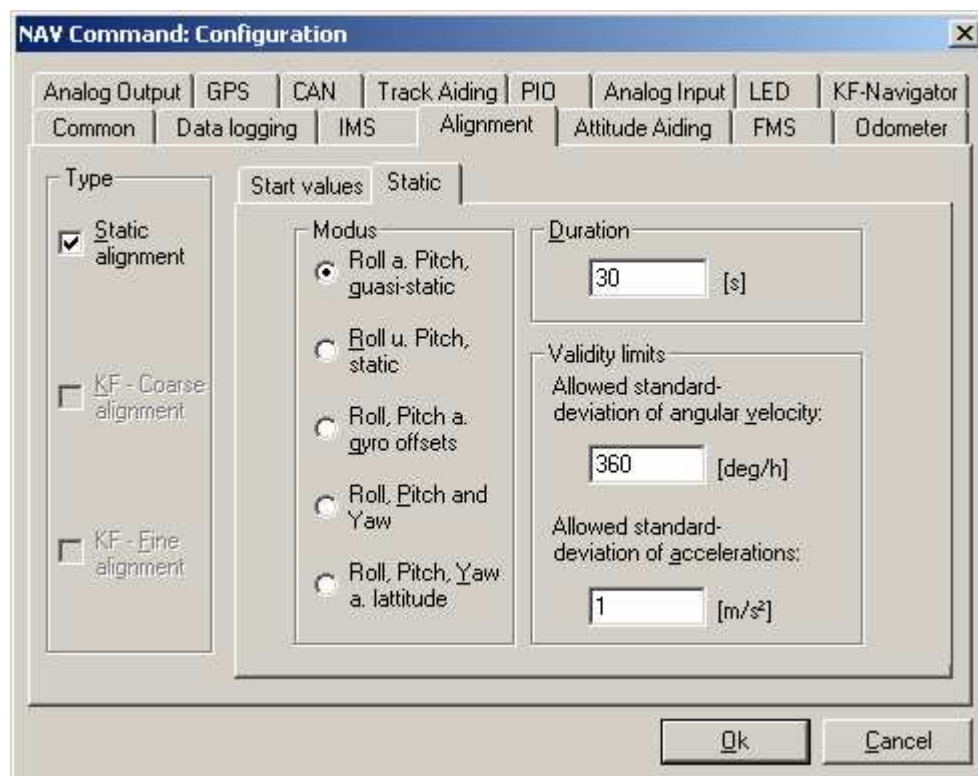 NAV Command: Configuration
Analog Output GPS CAN Track Aiding PIO Analog Input LED KF-Navigator
Common Data logging IMS Alignment Attitude Aiding FMS Odometer
Type
Static
alignment
KF - Coarse
alignment
KF - Fine
alignment
Start values Static
Modus
Roll a. Pitch,
quasi-static
Roll u. Pitch,
static
Roll, Pitch a.
gyro offsets
Roll, Pitch and
Yaw
Roll, Pitch, Yaw
a. lattitude
Duration
30 [s]
Validity limits
Allowed standard-
deviation of angular velocity:
360 [deg/h]
Allowed standard-
deviation of accelerations:
1 [m/s²]
Ok Cancel